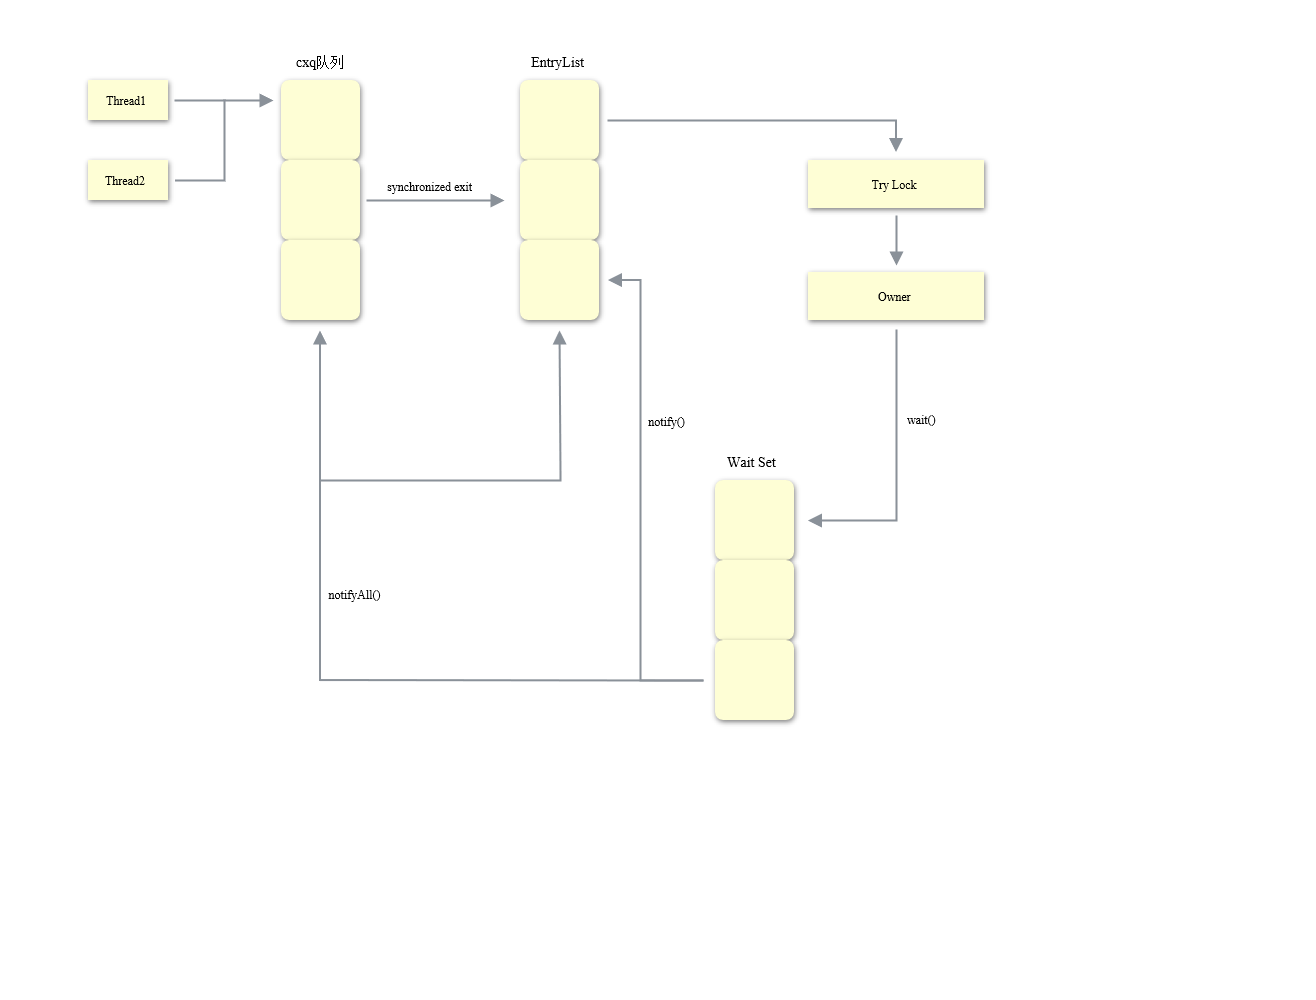 cxq队列
EntryList
Thread1
Thread2
synchronized exit
Try Lock
Owner
notify()
wait()
Wait Set
notifyAll()